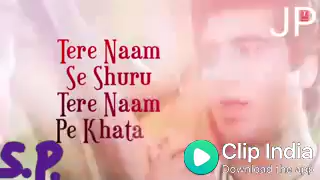 JP
Tere Naam
Se Shuru
Tere Naam
Pe Khata
S.P.
Clip India
Download the app